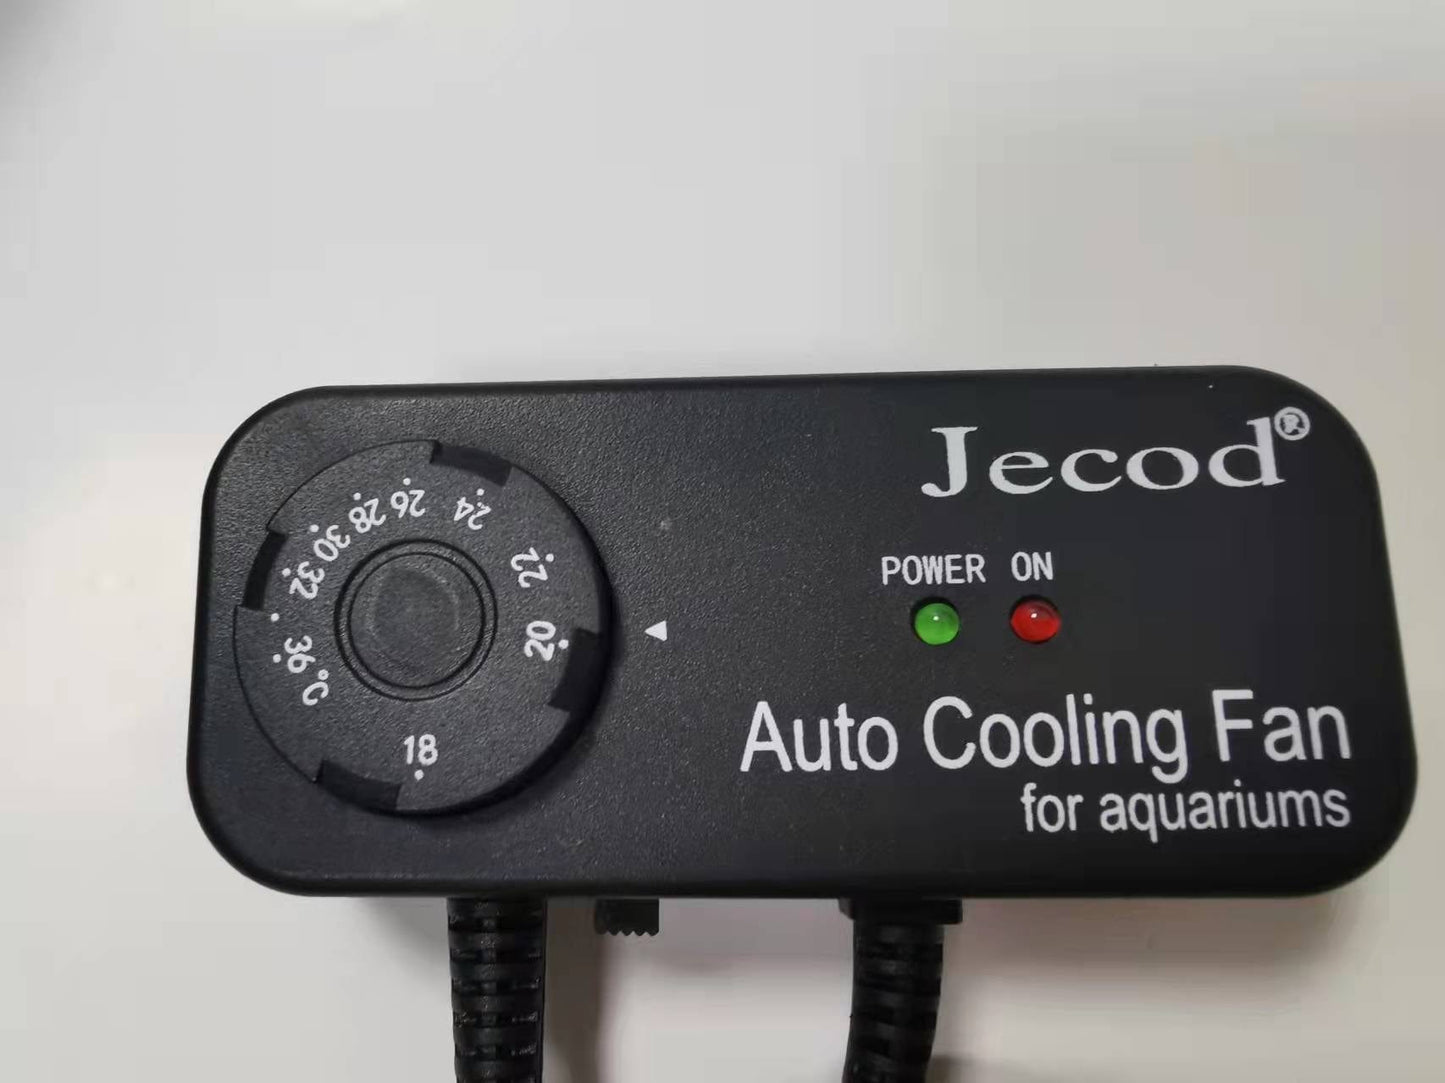 Jecod®
POWER ON
Auto Cooling Fan
for aquariums
18
20
22
24
26
28
30
32
36°C